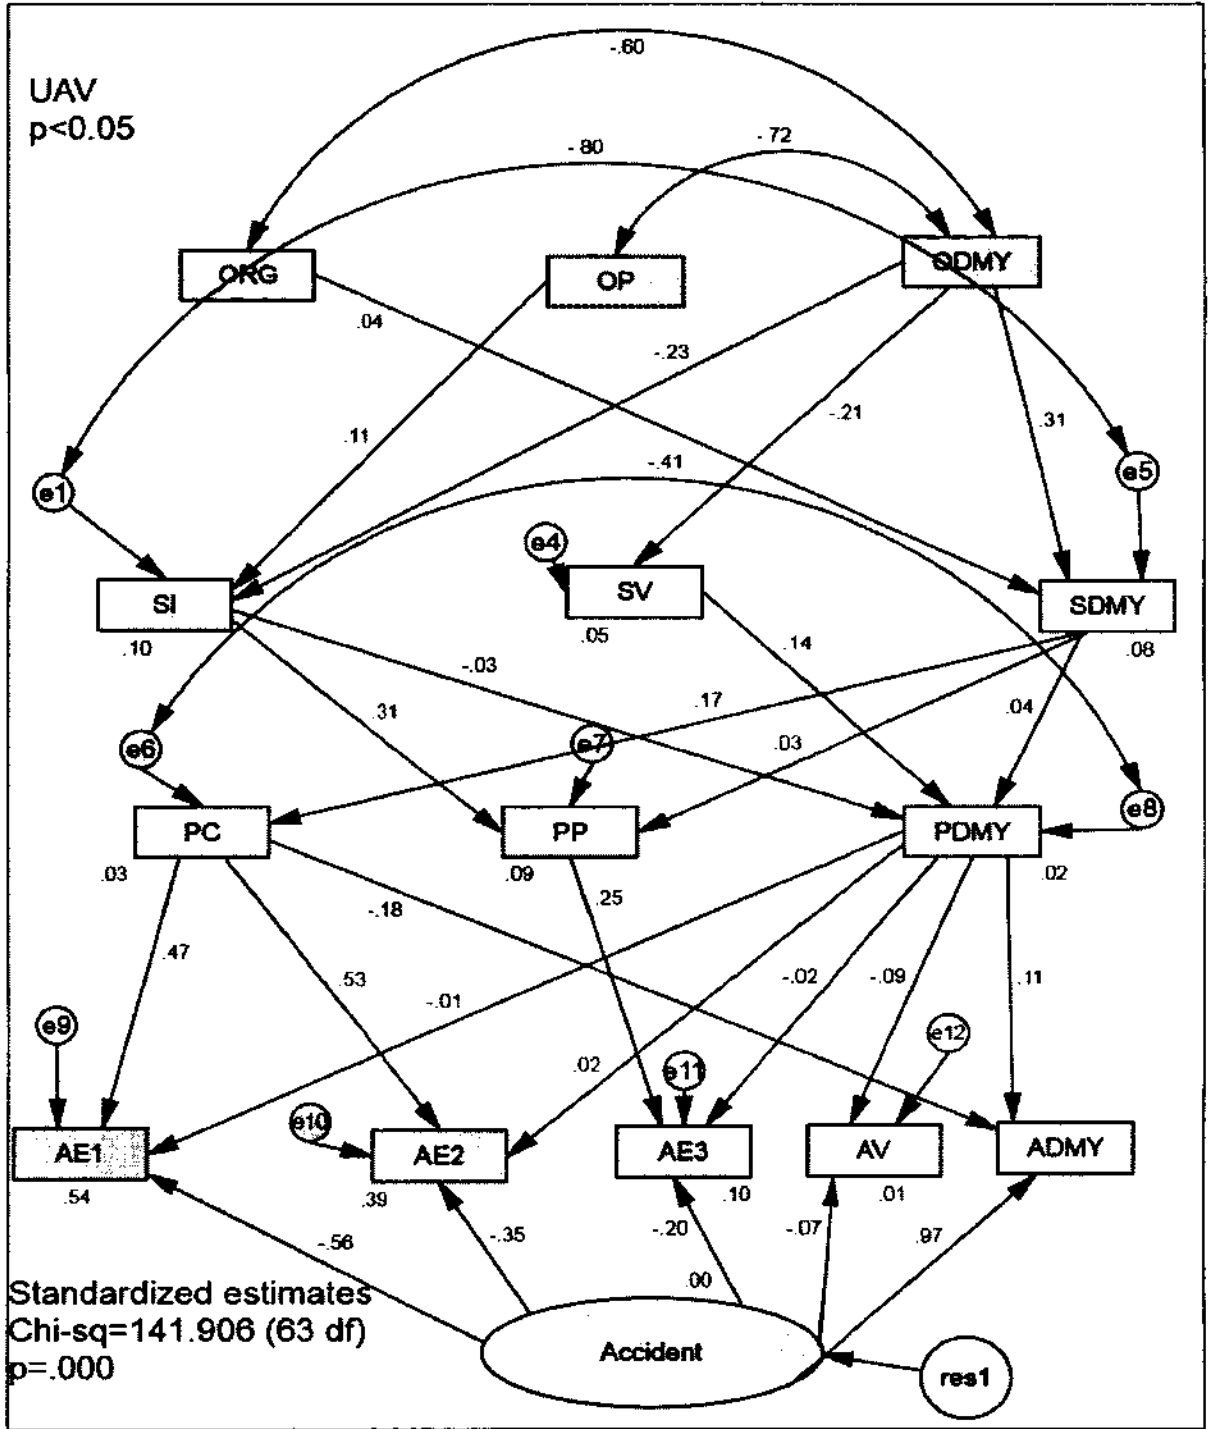 -.60
UAV
p<0.05
-.72
-.80
ORG
OP
ODMY
.04
-.23
-.21
.31
.11
-.41
e1
e5
e4
SI
SV
SDMY
.10
.05
.08
-.03
.14
.31
.17
.04
.03
e6
e7
e8
PC
PP
PDMY
.03
.09
.02
-.18
.25
.47
.53
-.01
-.02
-.09
.11
e9
e12
.02
e11
e10
AE1
AE2
AE3
AV
ADMY
.54
.39
.10
.01
-.56
-.35
-.20
-.07
.97
.00
Standardized estimates
Chi-sq=141.906 (63 df)
p=.000
Accident
res1